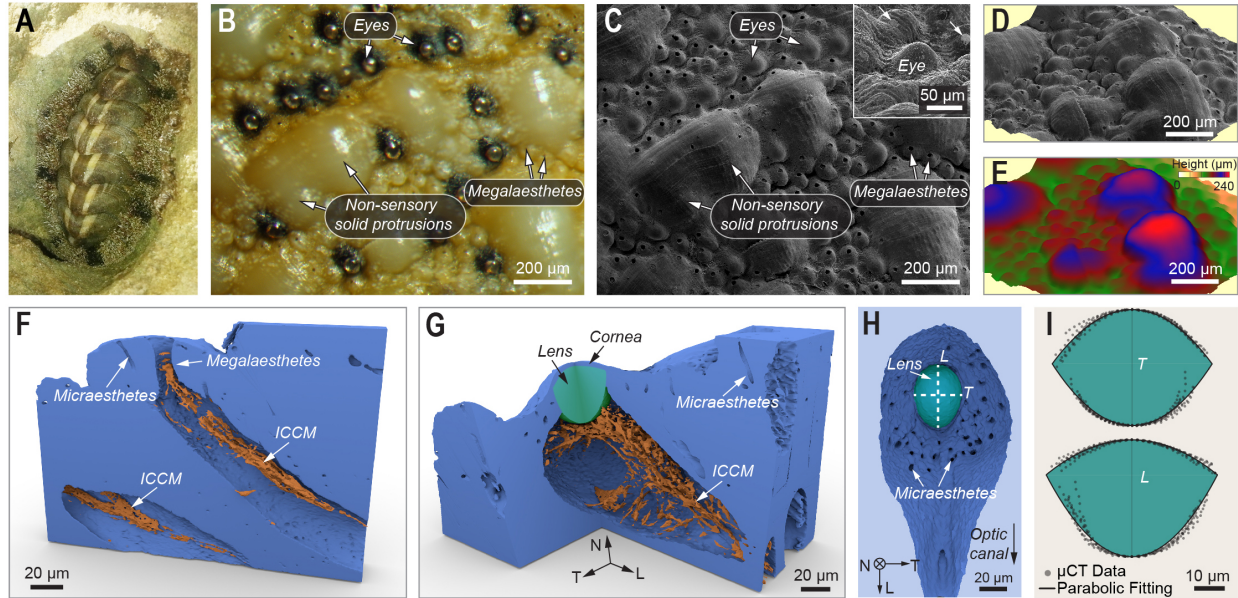 A
B
Eyes
Non-sensory
solid protrusions
Megalaesthetes
200 µm
C
Eyes
Eye
50 µm
Megalaesthetes
Non-sensory
solid protrusions
200 µm
D
200 µm
E
Height (µm)
0 240
200 µm
F
Megalaesthetes
Micraesthetes
ICCM
ICCM
20 µm
G
Cornea
Lens
Micraesthetes
ICCM
N
T
L
20 µm
H
L
Lens
T
Micraesthetes
Optic
canal
N
T
L
20 µm
I
T
L
µCT Data
Parabolic Fitting
10 µm